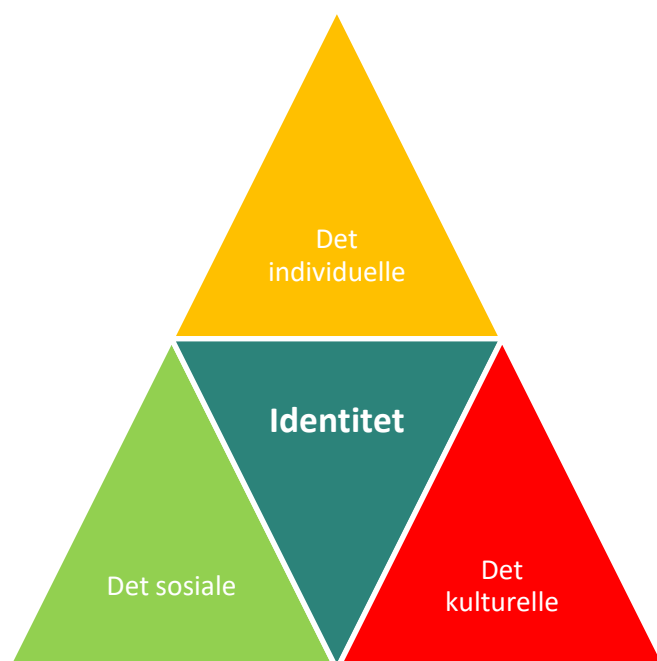 Det
individuelle
Identitet
Det sosiale
Det
kulturelle